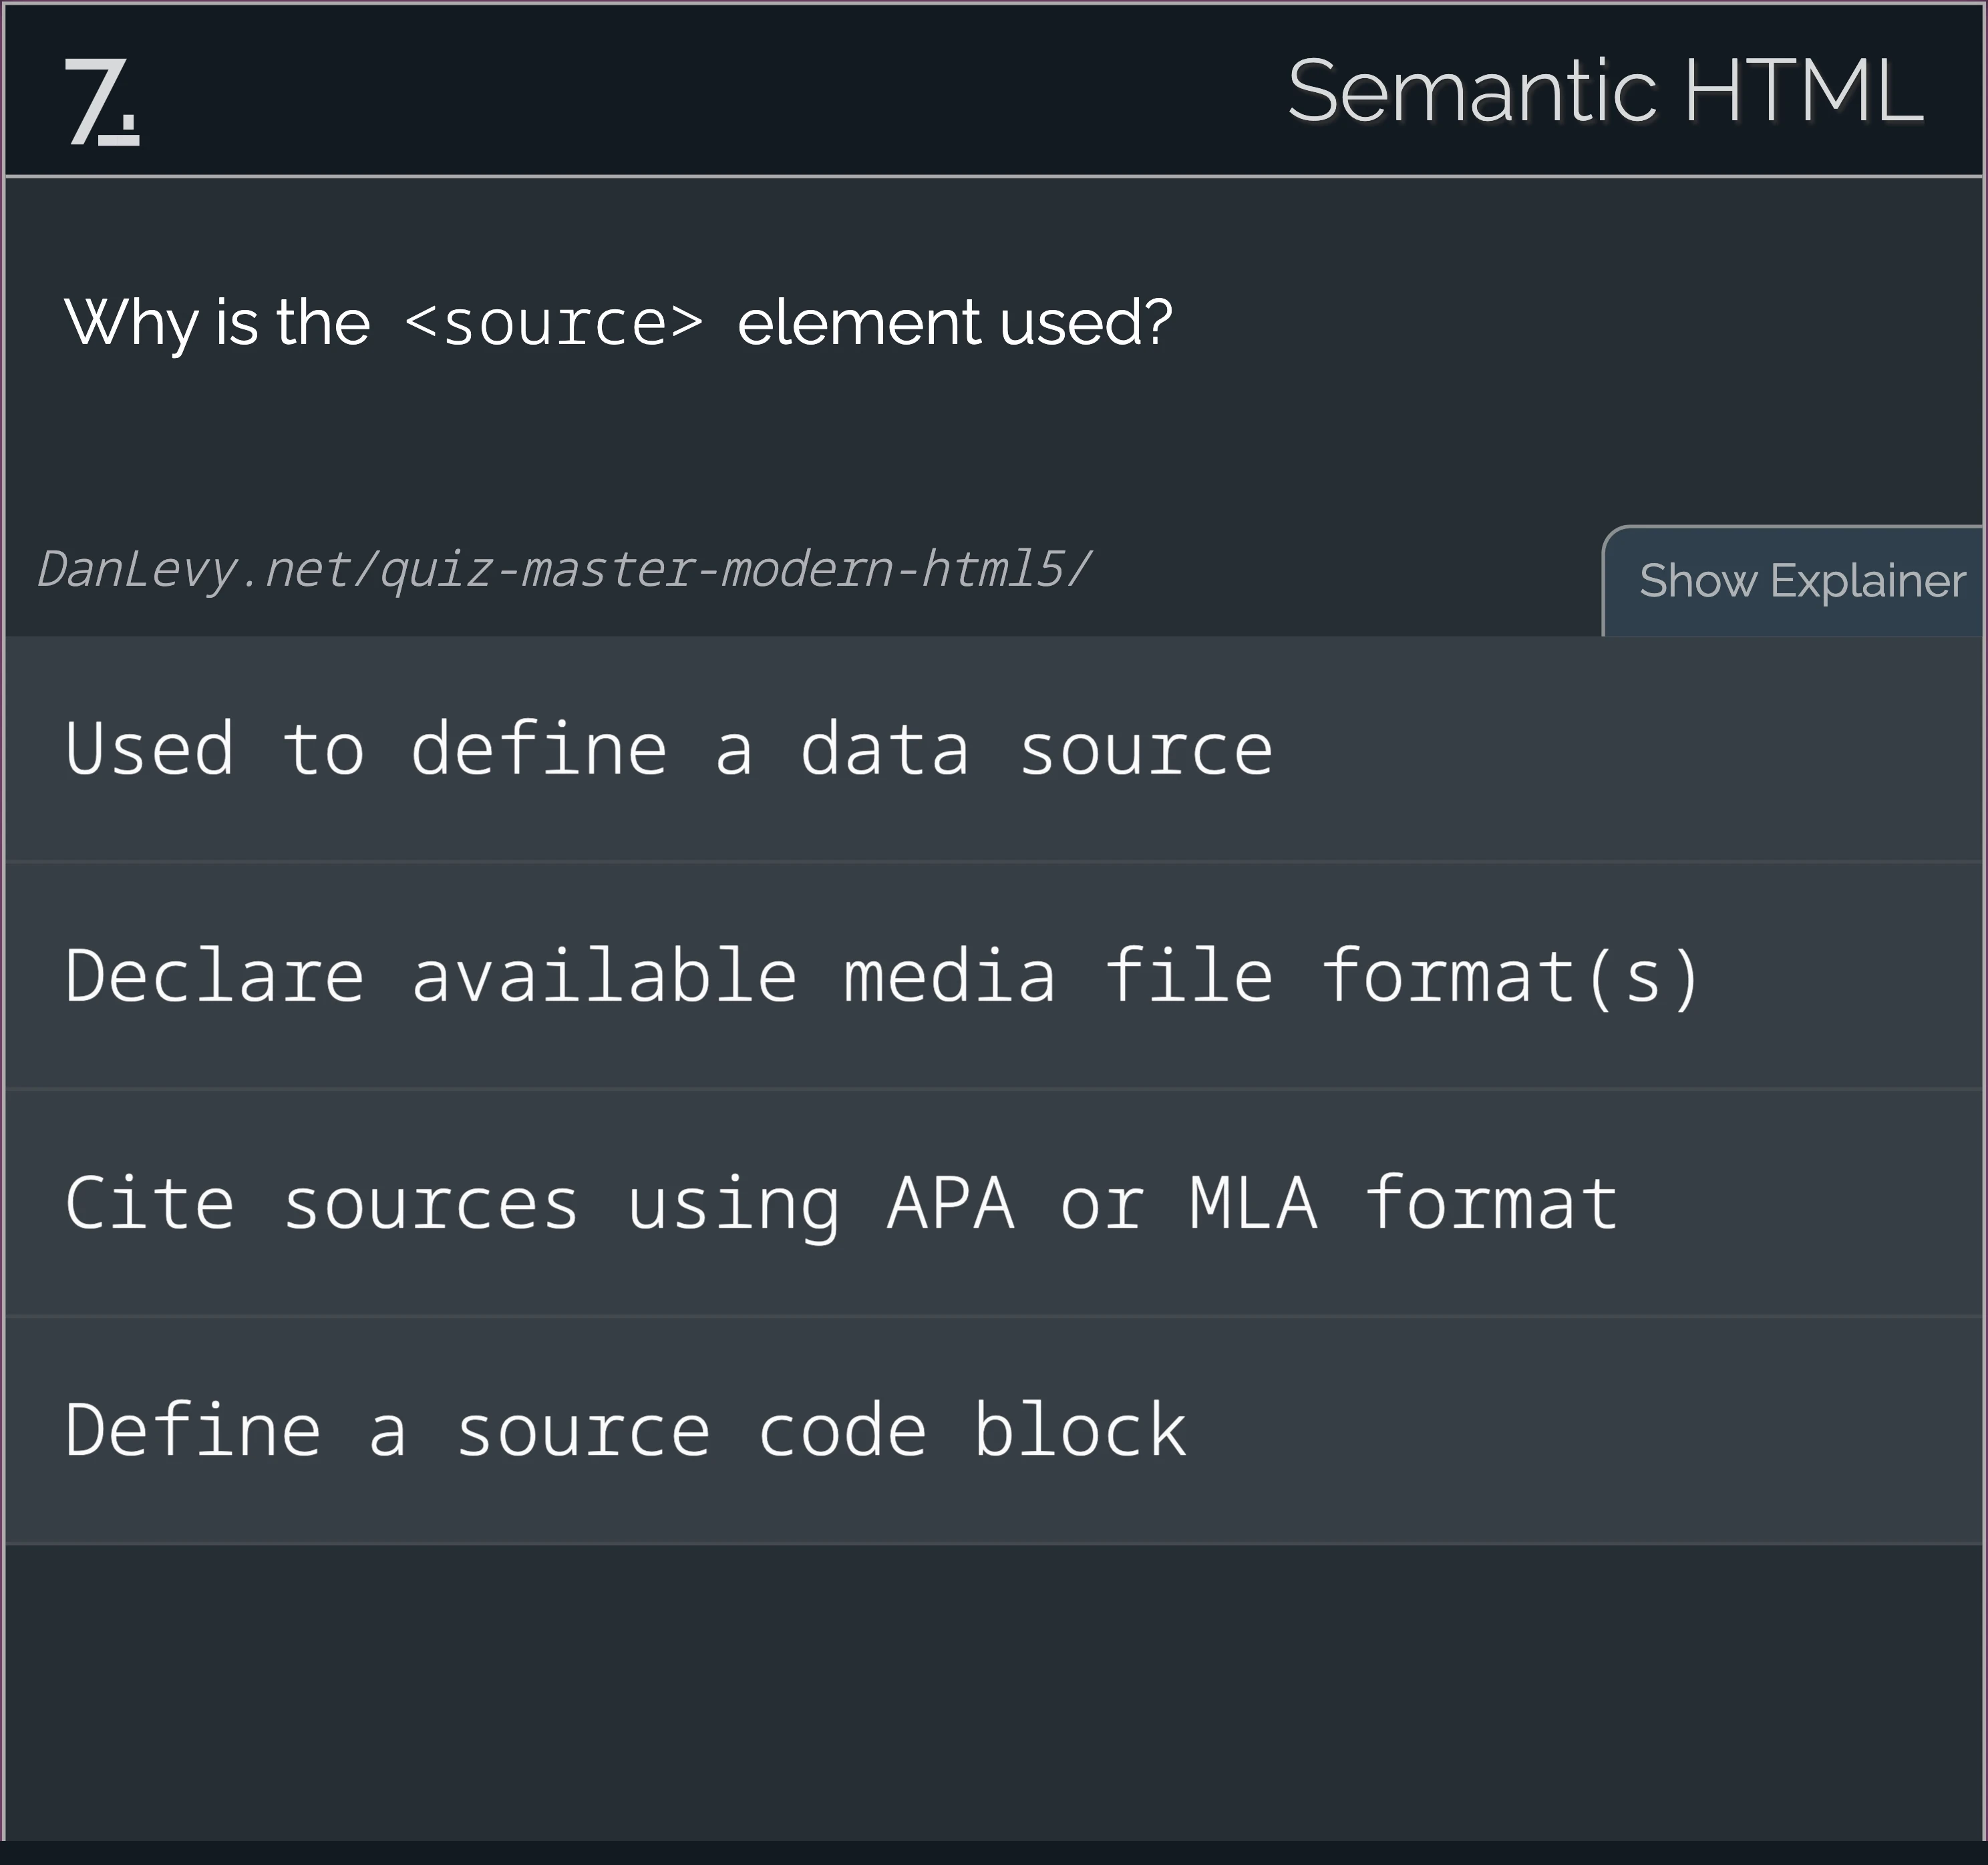 7.
Semantic HTML
Why is the <source> element used?
DanLevy.net/quiz-master-modern-html5/
Show Explainer
Used to define a data source
Declare available media file format(s)
Cite sources using APA or MLA format
Define a source code block